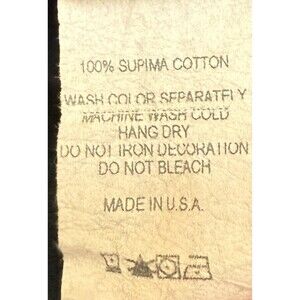 100% SUPIMA COTTON
WASH COLOR SEPARATELY
MACHINE WASH COLD
HANG DRY
DO NOT IRON DECORATION
DO NOT BLEACH
MADE IN U.S.A.